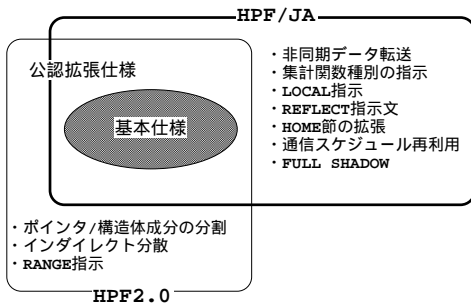 HPF/JA
公認拡張仕様
基本仕様
・非同期データ転送
・集計関数種別の指示
・LOCAL指示
・REFLECT指示文
・HOME節の拡張
・通信スケジュール再利用
・FULL SHADOW
・ポインタ/構造体成分の分割
・インダイレクト分散
・RANGE指示
HPF2.0